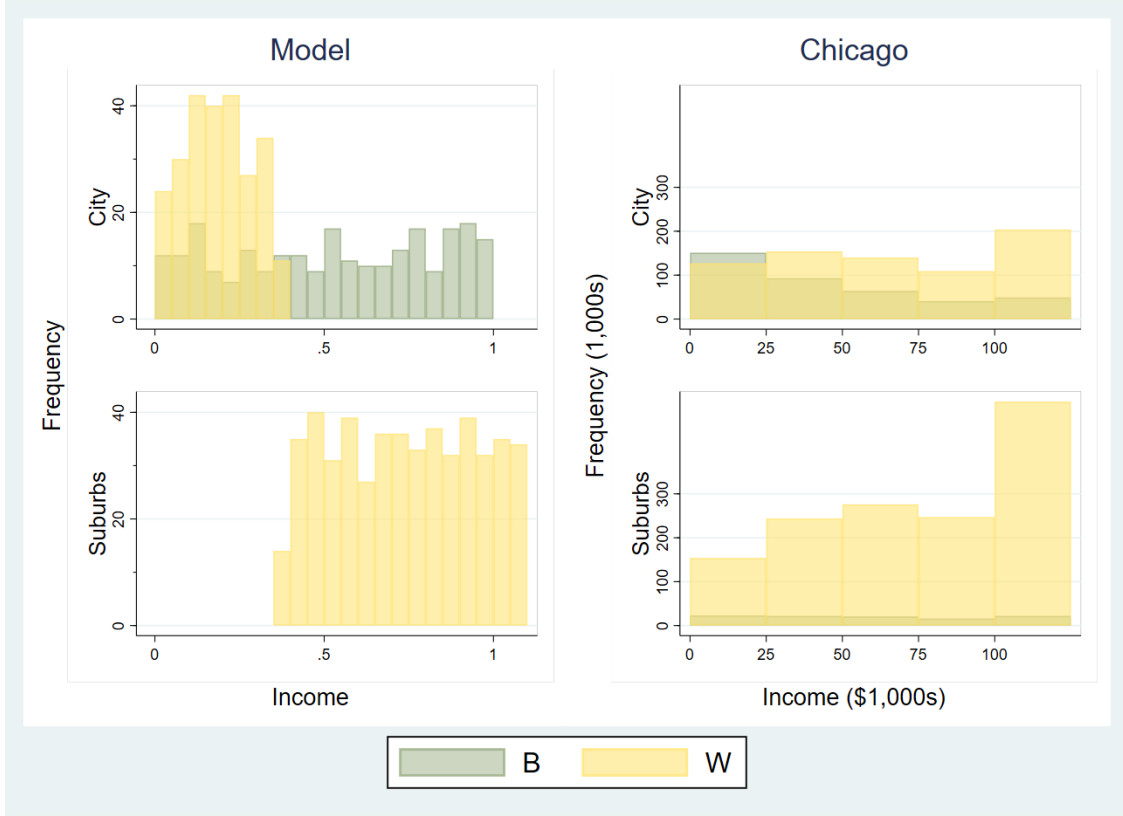 Model
Chicago
Frequency
City
40
20
0
0 .5 1
Suburbs
40
20
0
0 .5 1
Income
Frequency (1,000s)
City
300
200
100
0
0 25 50 75 100
Suburbs
300
200
100
0
0 25 50 75 100
Income ($1,000s)
B W